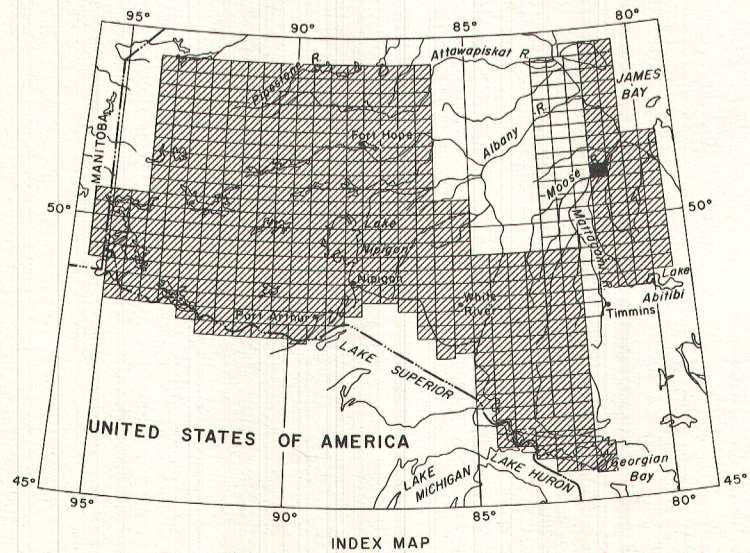 95°
90°
85°
80°
Attawapiskat R.
Pipestone R.
JAMES
BAY
MANITOBA
Albany R.
Fort Hope
Moose R.
50°
50°
Mattagami R.
Lake
Nipigon
Nipigon
Lake
Abitibi
White
River
Timmins
Port Arthur
LAKE SUPERIOR
UNITED STATES OF AMERICA
LAKE HURON
Georgian
Bay
LAKE
MICHIGAN
45°
45°
95°
90°
85°
80°
INDEX MAP